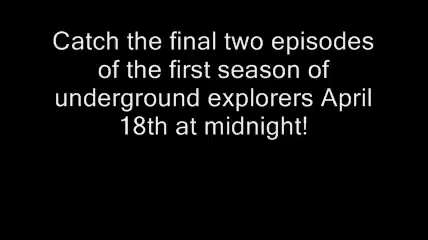 Catch the final two episodes
of the first season of
underground explorers April
18th at midnight!